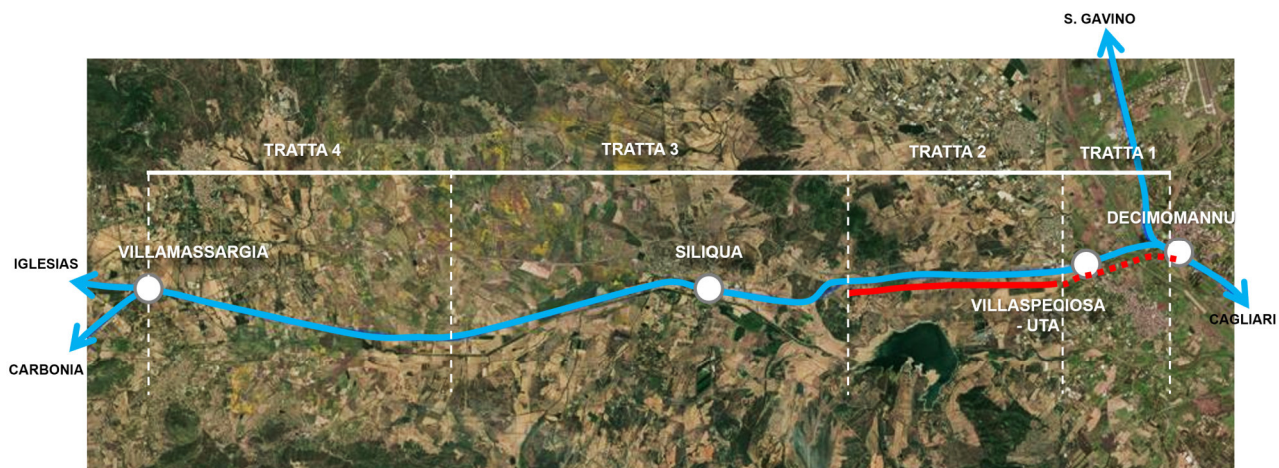 S. GAVINO
TRATTA 4
TRATTA 3
TRATTA 2
TRATTA 1
DECIMOMANNU
VILLAMASSARGIA
SILIQUA
IGLESIAS
VILLASPECIOSA
- UTA
CAGLIARI
CARBONIA